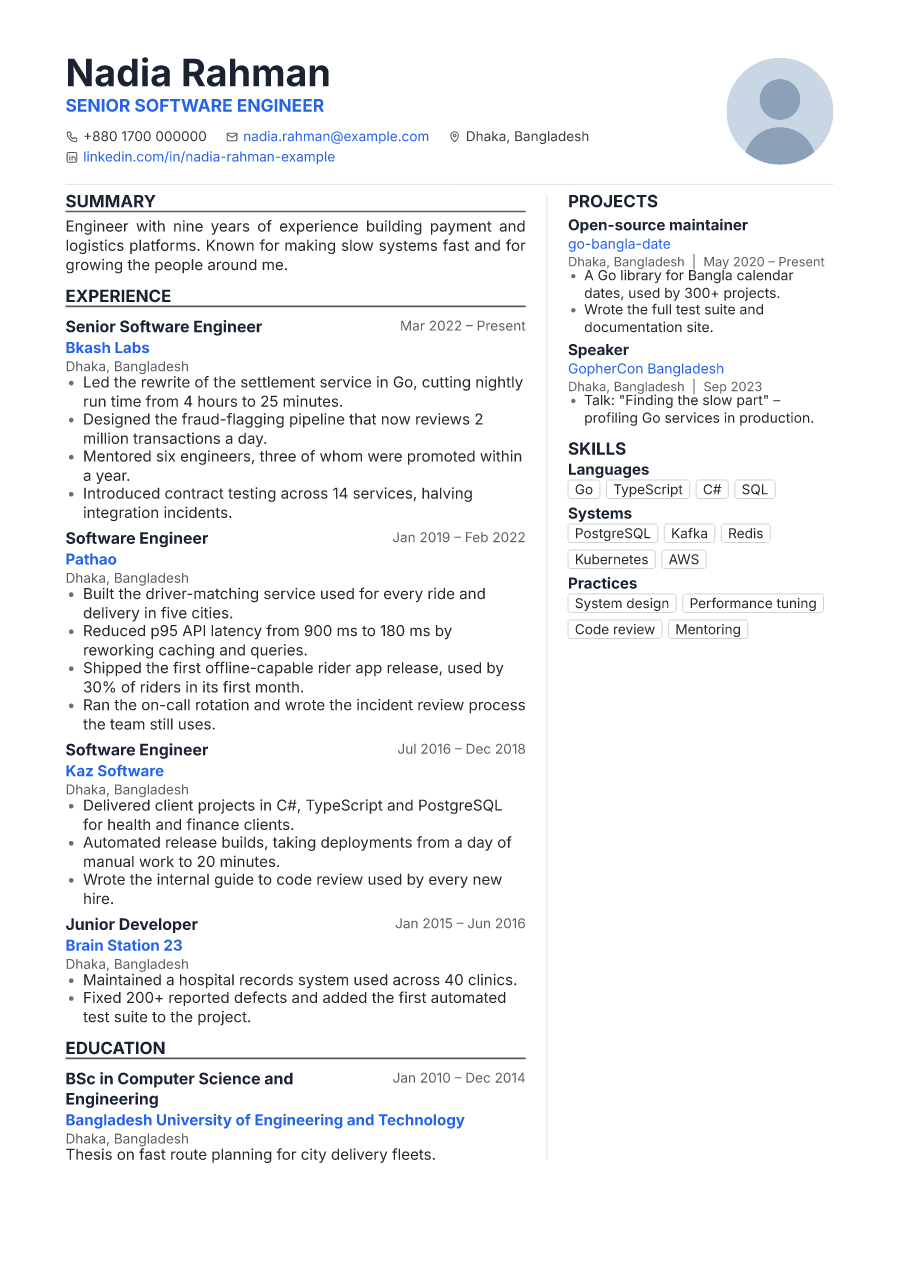 Nadia Rahman
SENIOR SOFTWARE ENGINEER
+880 1700 000000 nadia.rahman@example.com Dhaka, Bangladesh
linkedin.com/in/nadia-rahman-example
SUMMARY
Engineer with nine years of experience building payment and
logistics platforms. Known for making slow systems fast and for
growing the people around me.
EXPERIENCE
Senior Software Engineer Mar 2022 – Present
Bkash Labs
Dhaka, Bangladesh
• Led the rewrite of the settlement service in Go, cutting nightly
run time from 4 hours to 25 minutes.
• Designed the fraud-flagging pipeline that now reviews 2
million transactions a day.
• Mentored six engineers, three of whom were promoted within
a year.
• Introduced contract testing across 14 services, halving
integration incidents.
Software Engineer Jan 2019 – Feb 2022
Pathao
Dhaka, Bangladesh
• Built the driver-matching service used for every ride and
delivery in five cities.
• Reduced p95 API latency from 900 ms to 180 ms by
reworking caching and queries.
• Shipped the first offline-capable rider app release, used by
30% of riders in its first month.
• Ran the on-call rotation and wrote the incident review process
the team still uses.
Software Engineer Jul 2016 – Dec 2018
Kaz Software
Dhaka, Bangladesh
• Delivered client projects in C#, TypeScript and PostgreSQL
for health and finance clients.
• Automated release builds, taking deployments from a day of
manual work to 20 minutes.
• Wrote the internal guide to code review used by every new
hire.
Junior Developer Jan 2015 – Jun 2016
Brain Station 23
Dhaka, Bangladesh
• Maintained a hospital records system used across 40 clinics.
• Fixed 200+ reported defects and added the first automated
test suite to the project.
EDUCATION
BSc in Computer Science and Jan 2010 – Dec 2014
Engineering
Bangladesh University of Engineering and Technology
Dhaka, Bangladesh
Thesis on fast route planning for city delivery fleets.
PROJECTS
Open-source maintainer
go-bangla-date
Dhaka, Bangladesh | May 2020 – Present
• A Go library for Bangla calendar
dates, used by 300+ projects.
• Wrote the full test suite and
documentation site.
Speaker
GopherCon Bangladesh
Dhaka, Bangladesh | Sep 2023
• Talk: "Finding the slow part" –
profiling Go services in production.
SKILLS
Languages
Go TypeScript C# SQL
Systems
PostgreSQL Kafka Redis
Kubernetes AWS
Practices
System design Performance tuning
Code review Mentoring